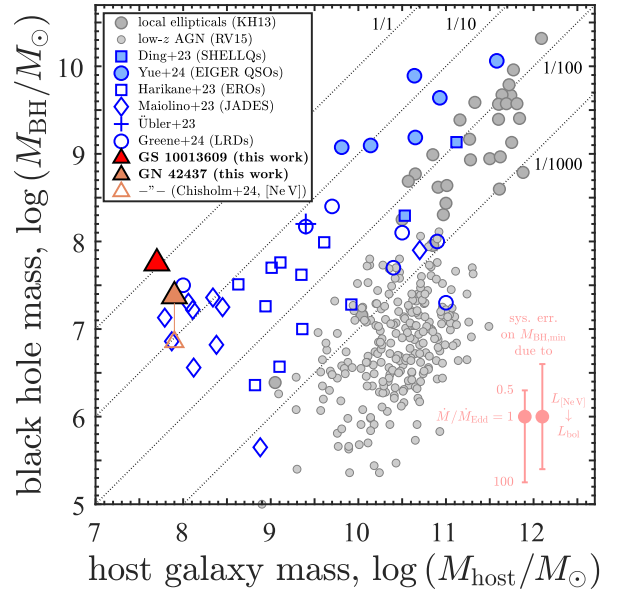 local ellipticals (KH13)
low-z AGN (RV15)
Ding+23 (SHELLQs)
Yue+24 (EIGER QSOs)
Harikane+23 (EROs)
Maiolino+23 (JADES)
Übler+23
Greene+24 (LRDs)
GS 10013609 (this work)
GN 42437 (this work)
−"− (Chisholm+24, [Ne V])
1/1
1/10
1/100
1/1000
black hole mass, log (M_BH/M_⊙)
10
9
8
7
6
5
sys. err.
on M_BH,min
due to
0.5
Ṁ/Ṁ_Edd = 1
100
L_[Ne V]
↓
L_bol
7
8
9
10
11
12
host galaxy mass, log (M_host/M_⊙)